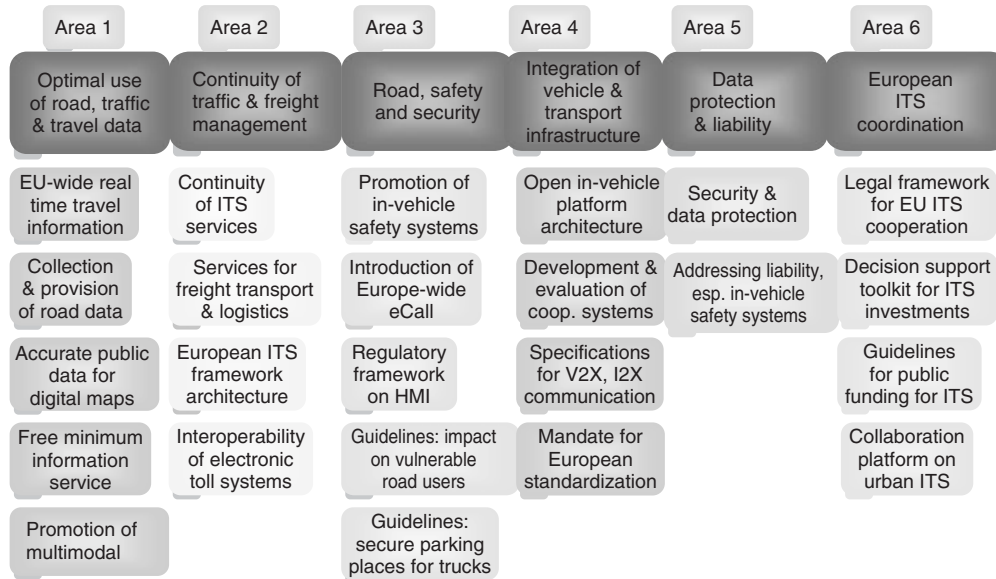 Area 1
Area 2
Area 3
Area 4
Area 5
Area 6
Optimal use
of road, traffic
& travel data
Continuity of
traffic & freight
management
Road, safety
and security
Integration of
vehicle &
transport
infrastructure
Data
protection
& liability
European
ITS
coordination
EU-wide real
time travel
information
Continuity
of ITS
services
Promotion of
in-vehicle
safety systems
Open in-vehicle
platform
architecture
Security &
data protection
Legal framework
for EU ITS
cooperation
Collection
& provision
of road data
Services for
freight transport
& logistics
Introduction of
Europe-wide
eCall
Development &
evaluation of
coop. systems
Addressing liability,
esp. in-vehicle
safety systems
Decision support
toolkit for ITS
investments
Accurate public
data for
digital maps
European ITS
framework
architecture
Regulatory
framework
on HMI
Specifications
for V2X, I2X
communication
Guidelines
for public
funding for ITS
Free minimum
information
service
Interoperability
of electronic
toll systems
Guidelines: impact
on vulnerable
road users
Mandate for
European
standardization
Collaboration
platform on
urban ITS
Promotion of
multimodal
Guidelines:
secure parking
places for trucks